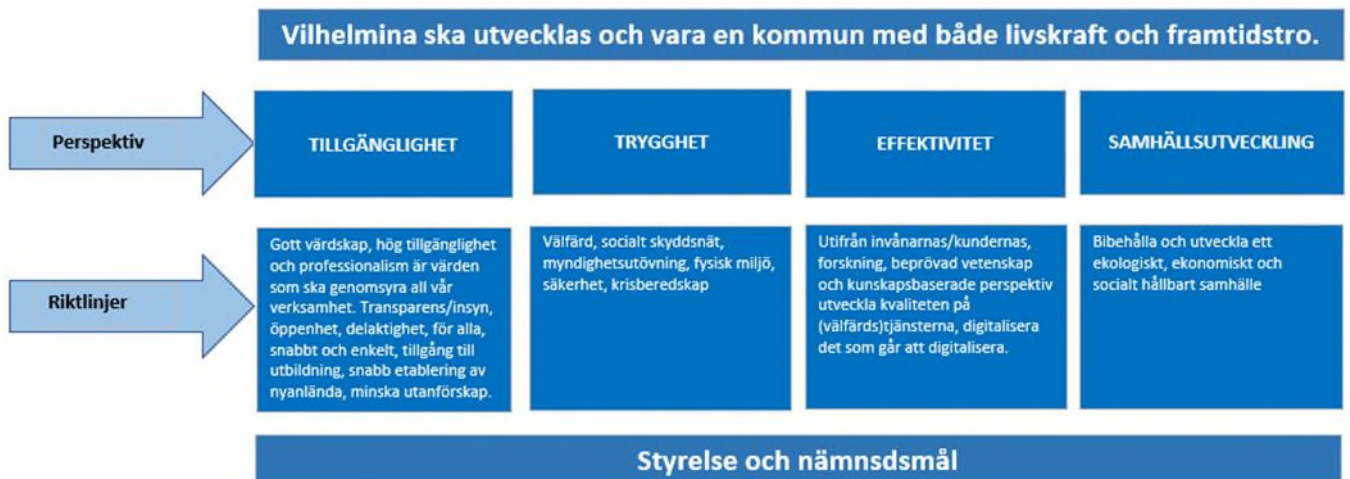 Vilhelmina ska utvecklas och vara en kommun med både livskraft och framtidstro.
Perspektiv
TILLGÄNGLIGHET
TRYGGHET
EFFEKTIVITET
SAMHÄLLSUTVECKLING
Riktlinjer
Gott värdskap, hög tillgänglighet
och professionalism är värden
som ska genomsyra all vår
verksamhet. Transparens/insyn,
öppenhet, delaktighet, för alla,
snabbt och enkelt, tillgång till
utbildning, snabb etablering av
nyanlända, minska utanförskap.
Välfärd, socialt skyddsnät,
myndighetsutövning, fysisk miljö,
säkerhet, krisberedskap
Utifrån invånarnas/kundernas,
forskning, beprövad vetenskap
och kunskapsbaserade perspektiv
utveckla kvaliteten på
(välfärds)tjänsterna, digitalisera
det som går att digitalisera.
Bibehålla och utveckla ett
ekologiskt, ekonomiskt och
socialt hållbart samhälle
Styrelse och nämnsdsmål